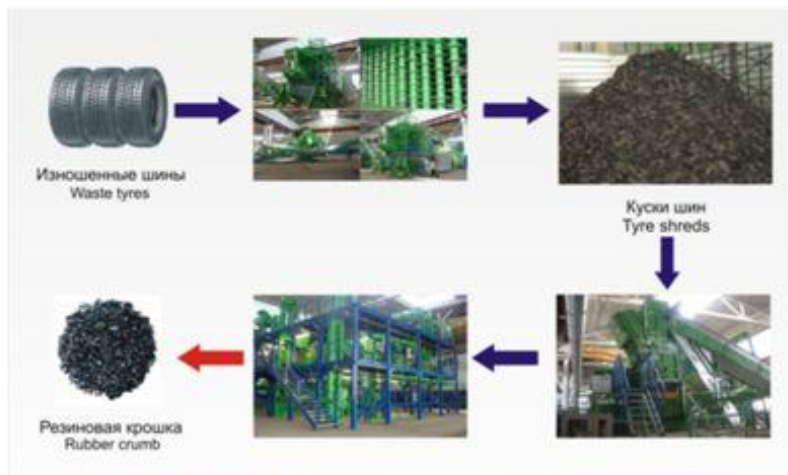 Изношенные шины
Waste tyres
Куски шин
Tyre shreds
Резиновая крошка
Rubber crumb